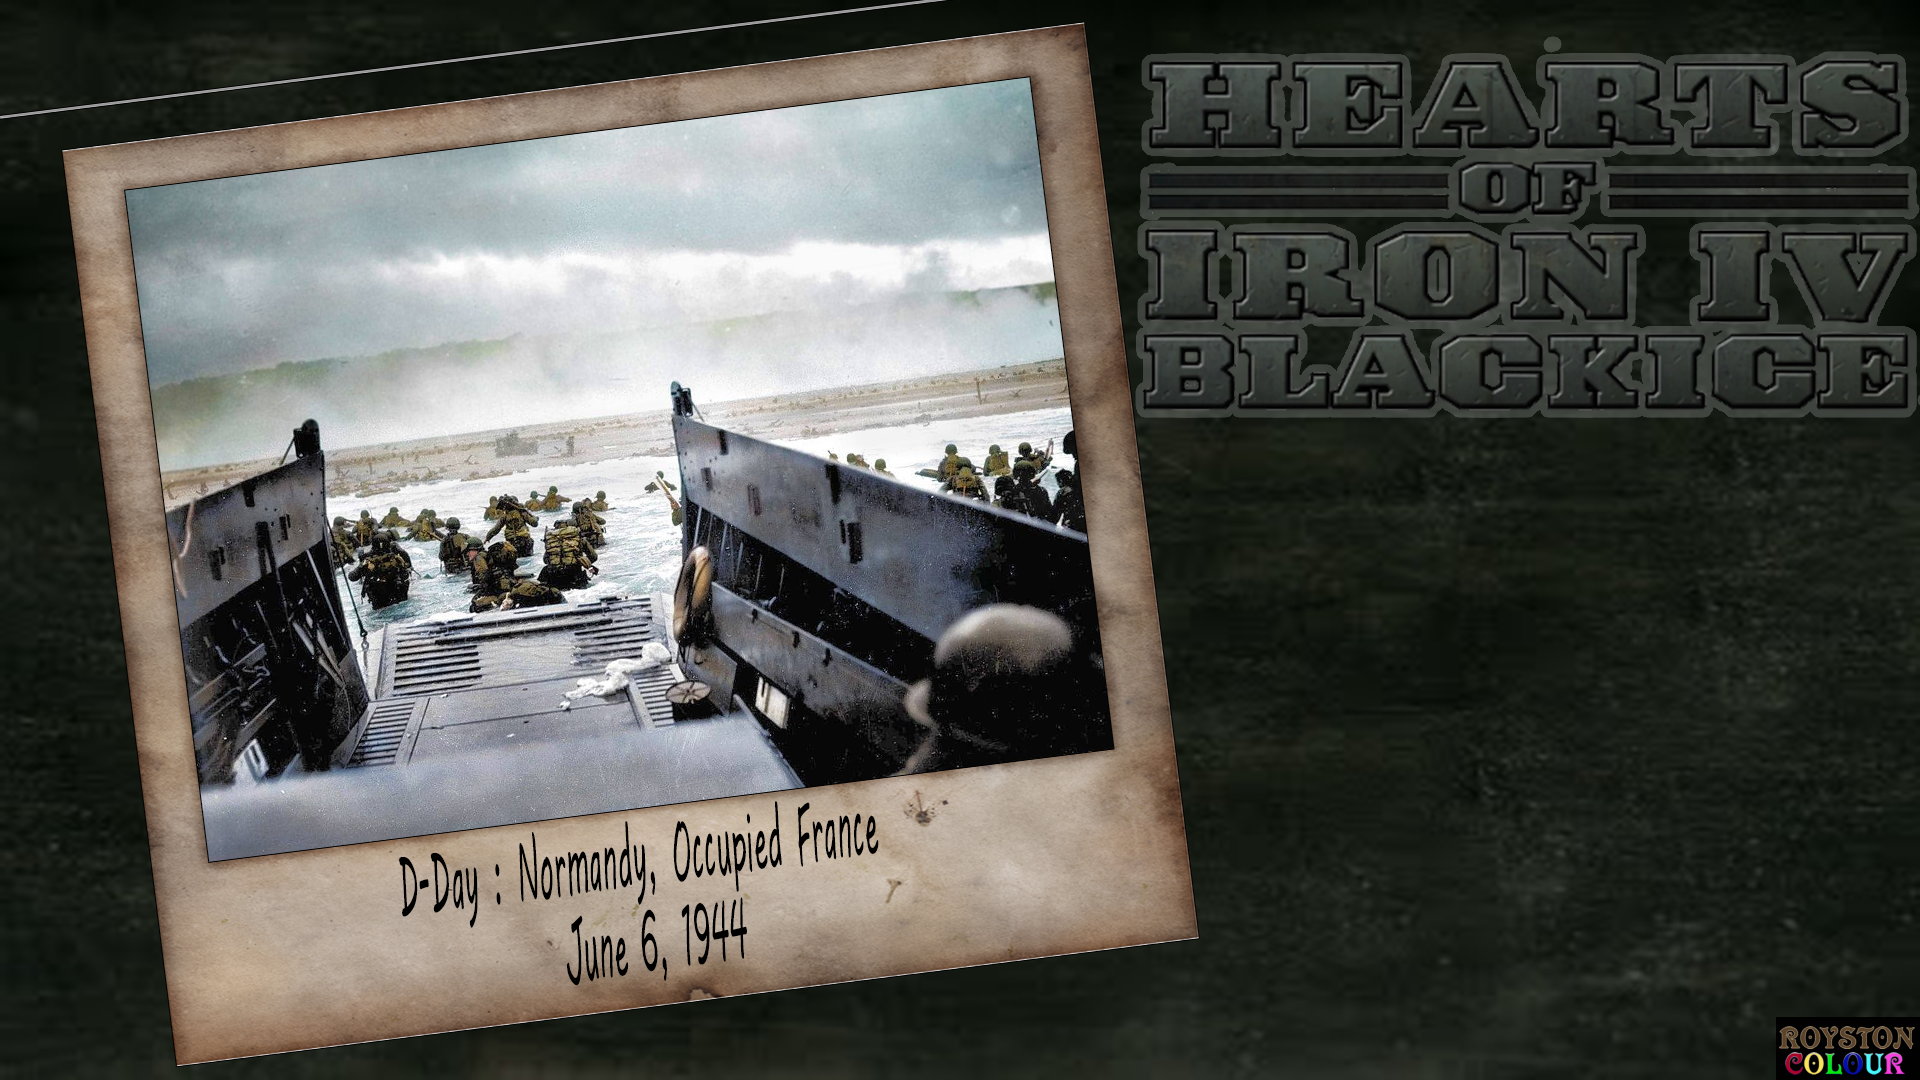 HEARTS
OF
IRON IV
BLACKICE
D-Day : Normandy, Occupied France
June 6, 1944
ROYSTON
COLOUR